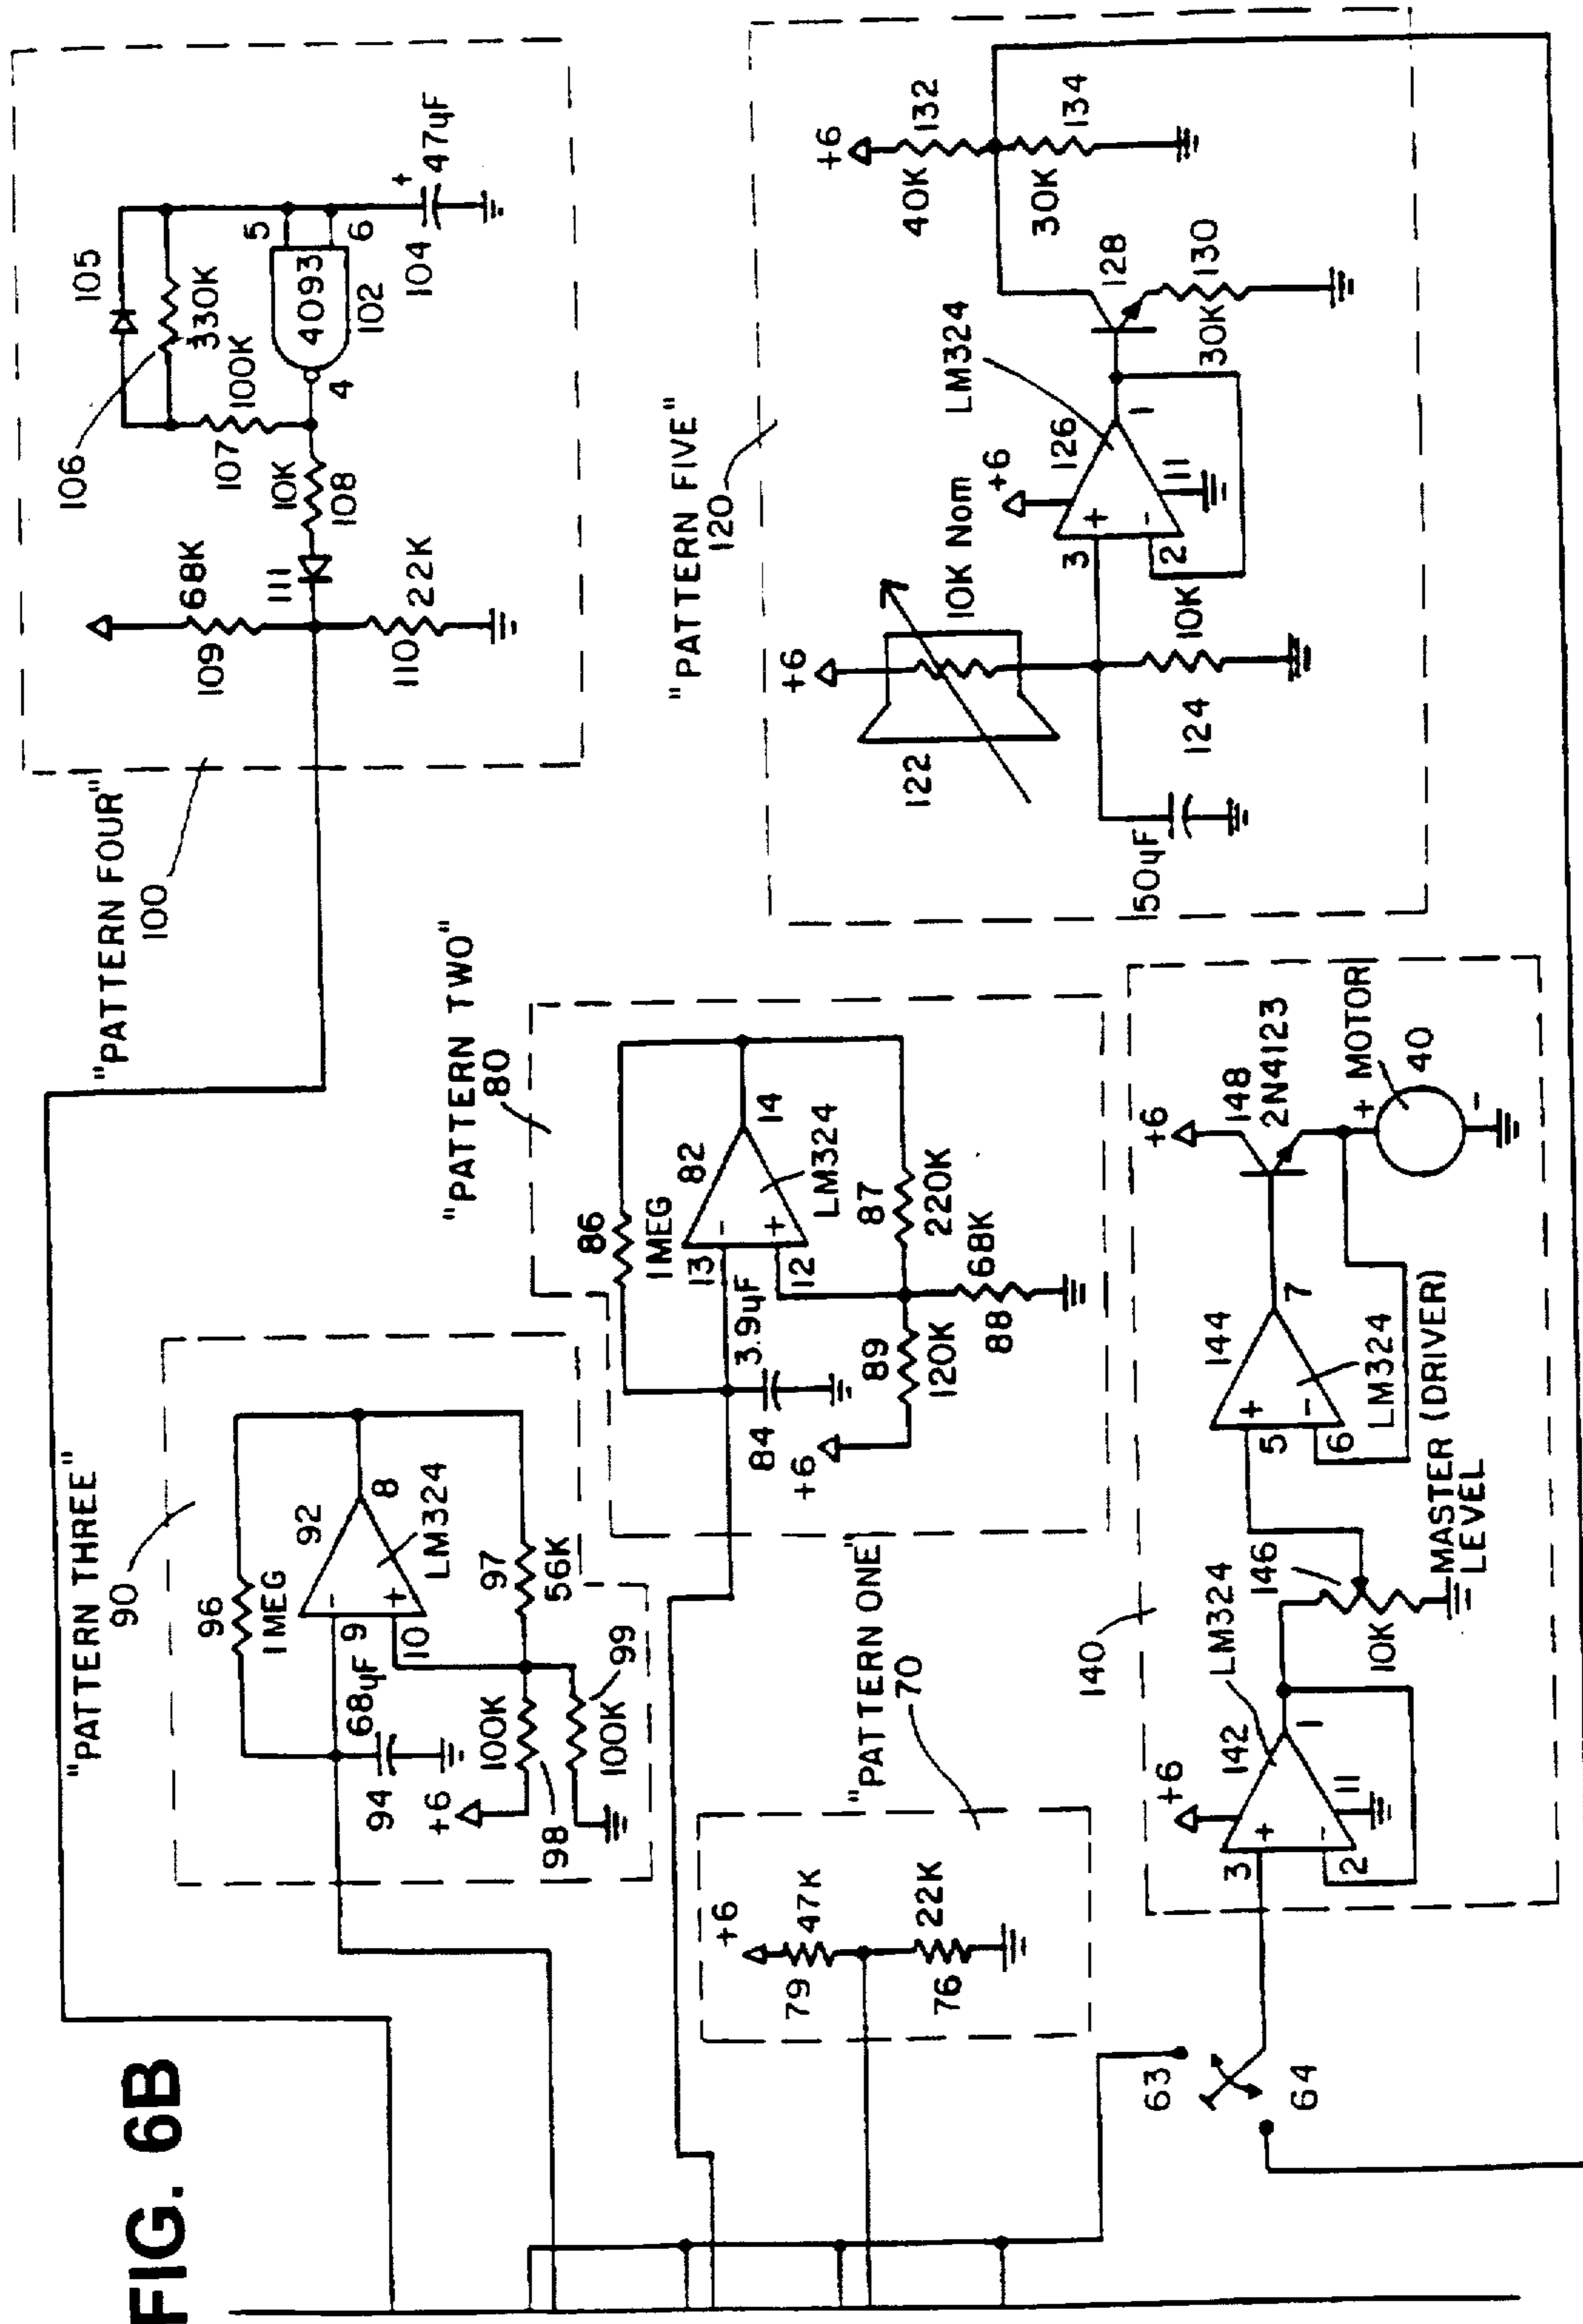 FIG. 6B
"PATTERN THREE"
90
96
1MEG
92
9
10
8
LM324
68µF
94
+6
100K
98
97
56K
99
100K
"PATTERN FOUR"
100
106
105
330K
107
100K
5
6
4093
102
4
104
+
47µF
10K
108
111
68K
109
110
22K
"PATTERN TWO"
80
86
1MEG
82
13
12
14
LM324
3.9µF
84
+6
89
120K
87
220K
68K
88
"PATTERN ONE"
70
+6
79
47K
76
22K
"PATTERN FIVE"
120
+6
122
10K Nom
150µF
124
10K
+6
126
LM324
3
2
1
11
128
130
30K
+6
40K
132
30K
134
140
+6
142
LM324
3
2
1
11
146
10K
MASTER (DRIVER)
LEVEL
144
5
6
7
LM324
+6
148
2N4123
MOTOR
40
+
-
63
64